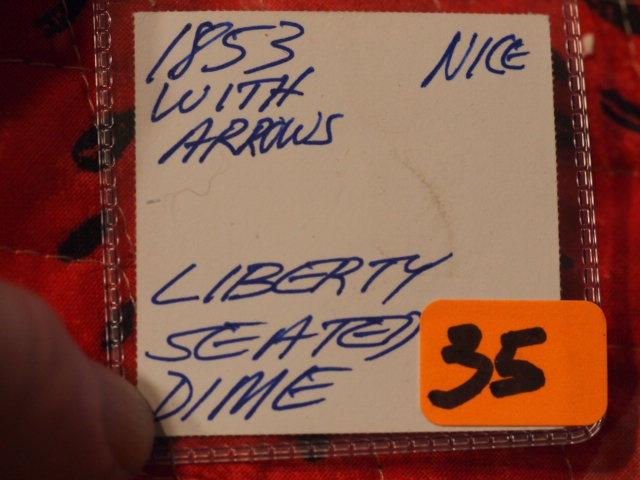 1853 NICE
WITH
ARROWS
LIBERTY
SEATED
DIME
35